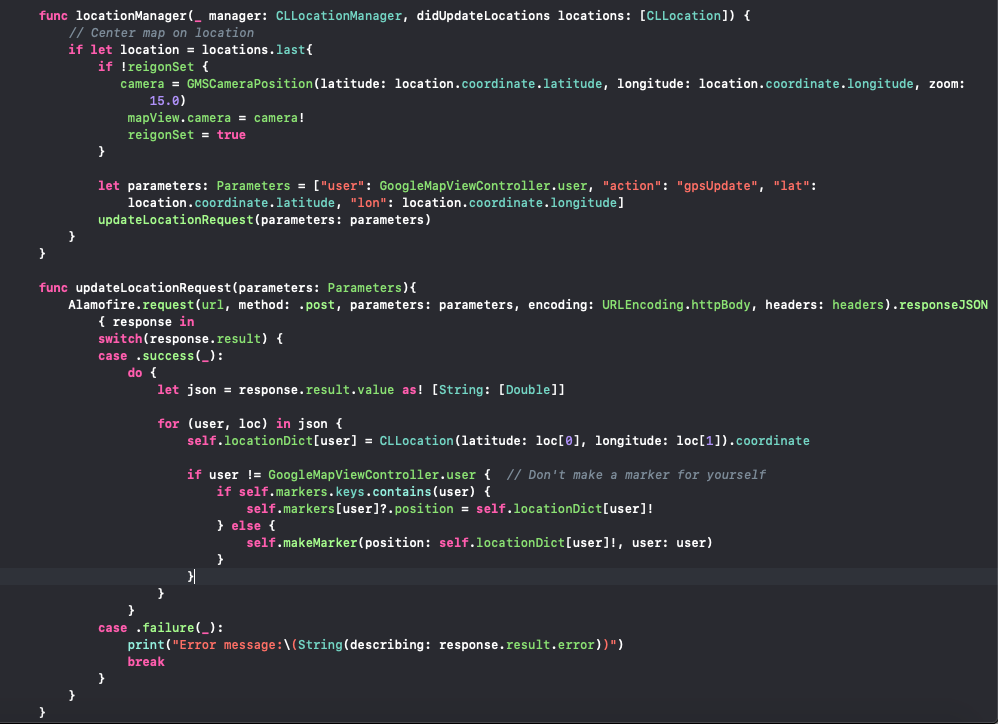 func locationManager(_ manager: CLLocationManager, didUpdateLocations locations: [CLLocation]) {
// Center map on location
if let location = locations.last{
if !reigonSet {
camera = GMSCameraPosition(latitude: location.coordinate.latitude, longitude: location.coordinate.longitude, zoom:
15.0)
mapView.camera = camera!
reigonSet = true
}
let parameters: Parameters = ["user": GoogleMapViewController.user, "action": "gpsUpdate", "lat":
location.coordinate.latitude, "lon": location.coordinate.longitude]
updateLocationRequest(parameters: parameters)
}
}
func updateLocationRequest(parameters: Parameters){
Alamofire.request(url, method: .post, parameters: parameters, encoding: URLEncoding.httpBody, headers: headers).responseJSON
{ response in
switch(response.result) {
case .success(_):
do {
let json = response.result.value as! [String: [Double]]
for (user, loc) in json {
self.locationDict[user] = CLLocation(latitude: loc[0], longitude: loc[1]).coordinate
if user != GoogleMapViewController.user {  // Don't make a marker for yourself
if self.markers.keys.contains(user) {
self.markers[user]?.position = self.locationDict[user]!
} else {
self.makeMarker(position: self.locationDict[user]!, user: user)
}
}
}
}
case .failure(_):
print("Error message:\(String(describing: response.result.error))")
break
}
}
}